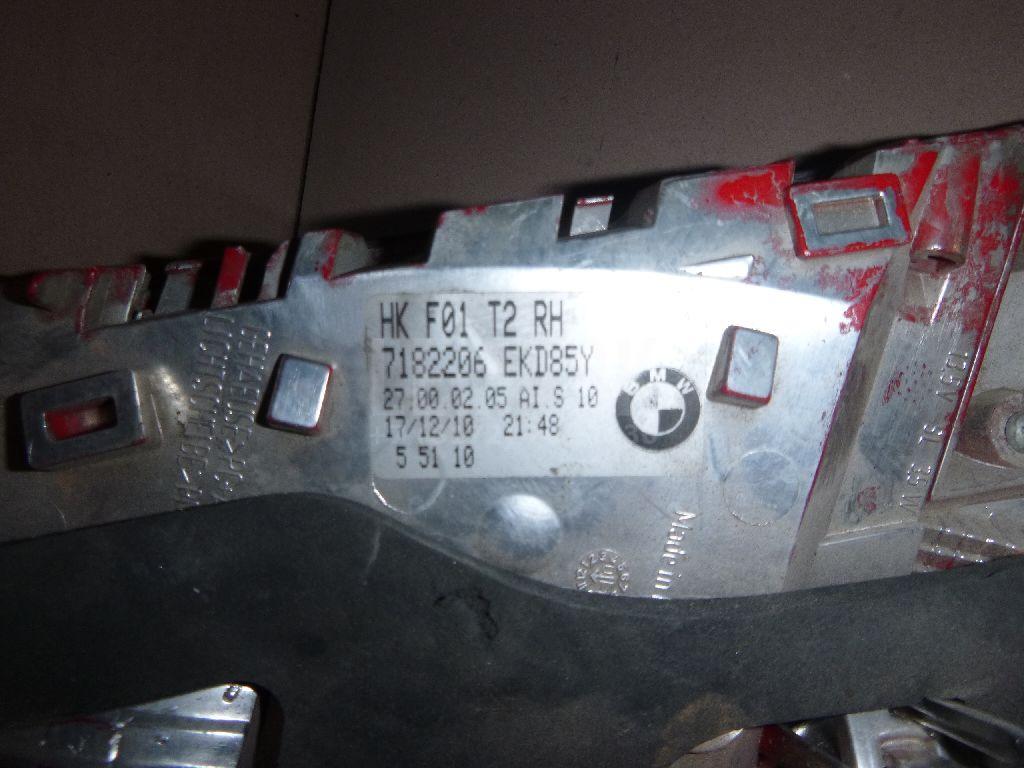 HK F01 T2 RH
7182206 EKD85Y
27.00.02.05 AI.S 10
17/12/10 21:48
5 51 10
BMW
Made in